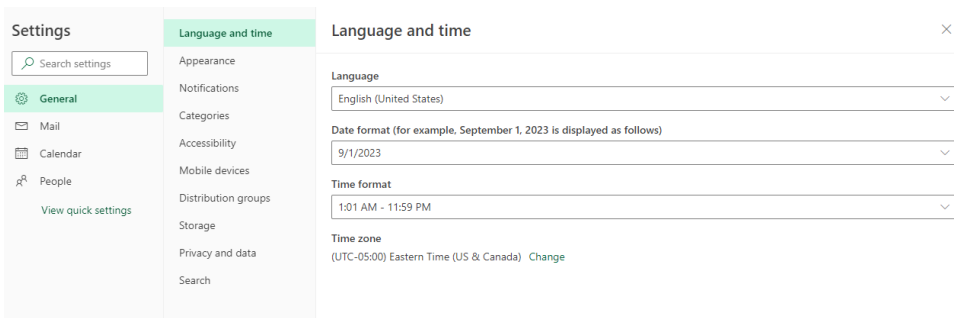 Settings
Search settings
General
Mail
Calendar
People
View quick settings
Language and time
Appearance
Notifications
Categories
Accessibility
Mobile devices
Distribution groups
Storage
Privacy and data
Search
Language and time
Language
English (United States)
Date format (for example, September 1, 2023 is displayed as follows)
9/1/2023
Time format
1:01 AM - 11:59 PM
Time zone
(UTC-05:00) Eastern Time (US & Canada) Change